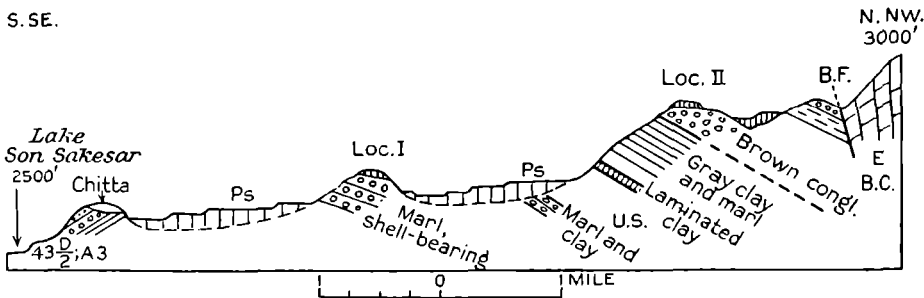 S.SE.
N. NW.
3000'
Loc. II
B.F.
Lake
Son Sakesar
2500'
Chitta
Ps
Loc. I
Ps
43 D/2; A3
Marl,
shell-bearing
Marl and
clay
U.S.
Laminated
clay
Gray clay
and marl
Brown congl.
E
B.C.
0
1 MILE